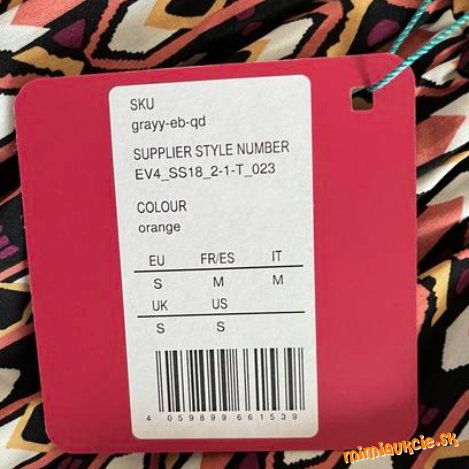 SKU
grayy-eb-qd
SUPPLIER STYLE NUMBER
EV4_SS18_2-1-T_023
COLOUR
orange
EU FR/ES IT
S M M
UK US
S S
4 059899 661539
mimiaukcie.sk